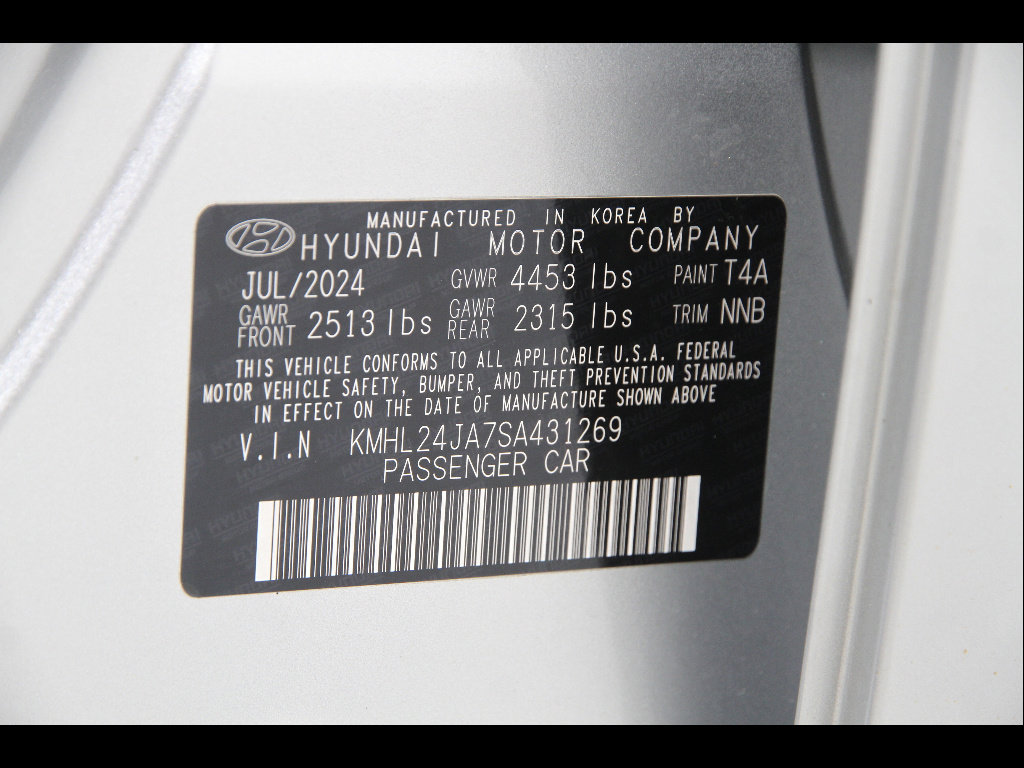 MANUFACTURED IN KOREA BY
HYUNDAI MOTOR COMPANY
JUL/2024 GVWR 4453 lbs PAINT T4A
GAWR FRONT 2513 lbs GAWR REAR 2315 lbs TRIM NNB
THIS VEHICLE CONFORMS TO ALL APPLICABLE U.S.A. FEDERAL
MOTOR VEHICLE SAFETY, BUMPER, AND THEFT PREVENTION STANDARDS
IN EFFECT ON THE DATE OF MANUFACTURE SHOWN ABOVE
V.I.N KMHL24JA7SA431269
PASSENGER CAR